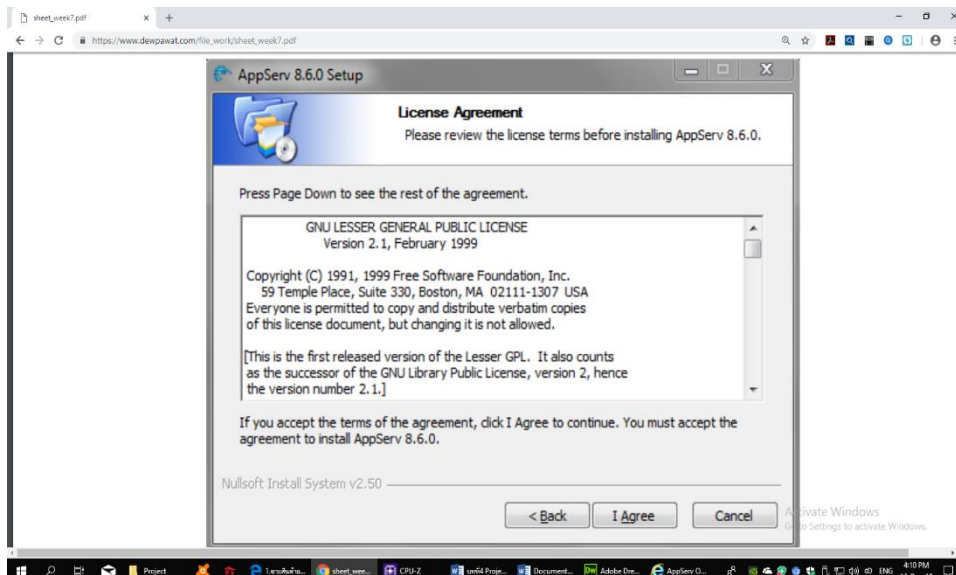 sheet_week7.pdf
https://www.dewpawat.com/file_work/sheet_week7.pdf
AppServ 8.6.0 Setup
License Agreement
Please review the license terms before installing AppServ 8.6.0.
Press Page Down to see the rest of the agreement.
GNU LESSER GENERAL PUBLIC LICENSE
Version 2.1, February 1999
Copyright (C) 1991, 1999 Free Software Foundation, Inc.
59 Temple Place, Suite 330, Boston, MA 02111-1307 USA
Everyone is permitted to copy and distribute verbatim copies
of this license document, but changing it is not allowed.
[This is the first released version of the Lesser GPL. It also counts
as the successor of the GNU Library Public License, version 2, hence
the version number 2.1.]
If you accept the terms of the agreement, click I Agree to continue. You must accept the
agreement to install AppServ 8.6.0.
Nullsoft Install System v2.50
< Back
I Agree
Cancel
Activate Windows
Go to Settings to activate Windows.
Project
sheet_wee...
CPU-Z
Document...
Adobe Dre...
AppServ O...
ENG
4:10 PM